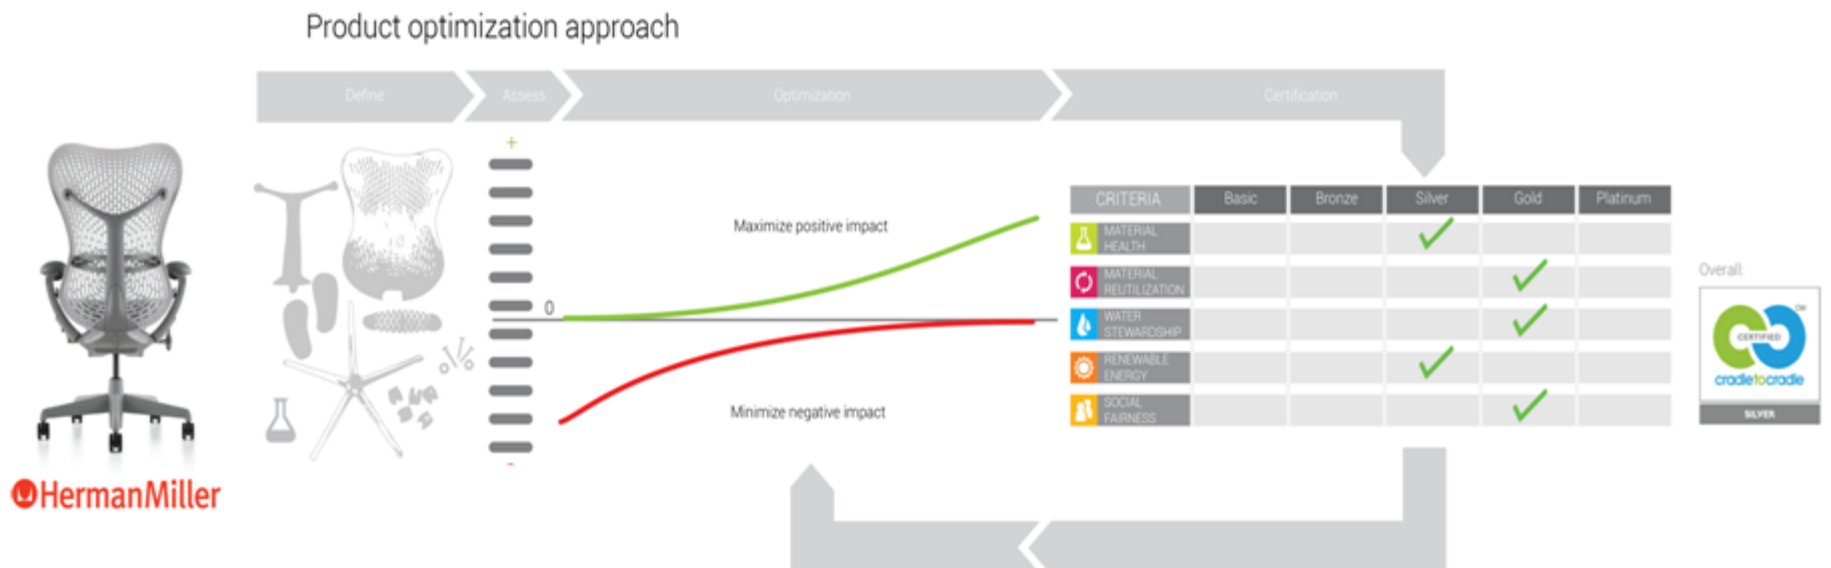 Product optimization approach
Define
Assess
Optimization
Certification
+
0
-
Maximize positive impact
Minimize negative impact
CRITERIA
Basic
Bronze
Silver
Gold
Platinum
MATERIAL
HEALTH
MATERIAL
REUTILIZATION
WATER
STEWARDSHIP
RENEWABLE
ENERGY
SOCIAL
FAIRNESS
Overall:
CERTIFIED
CM
cradletocradle
SILVER
HermanMiller